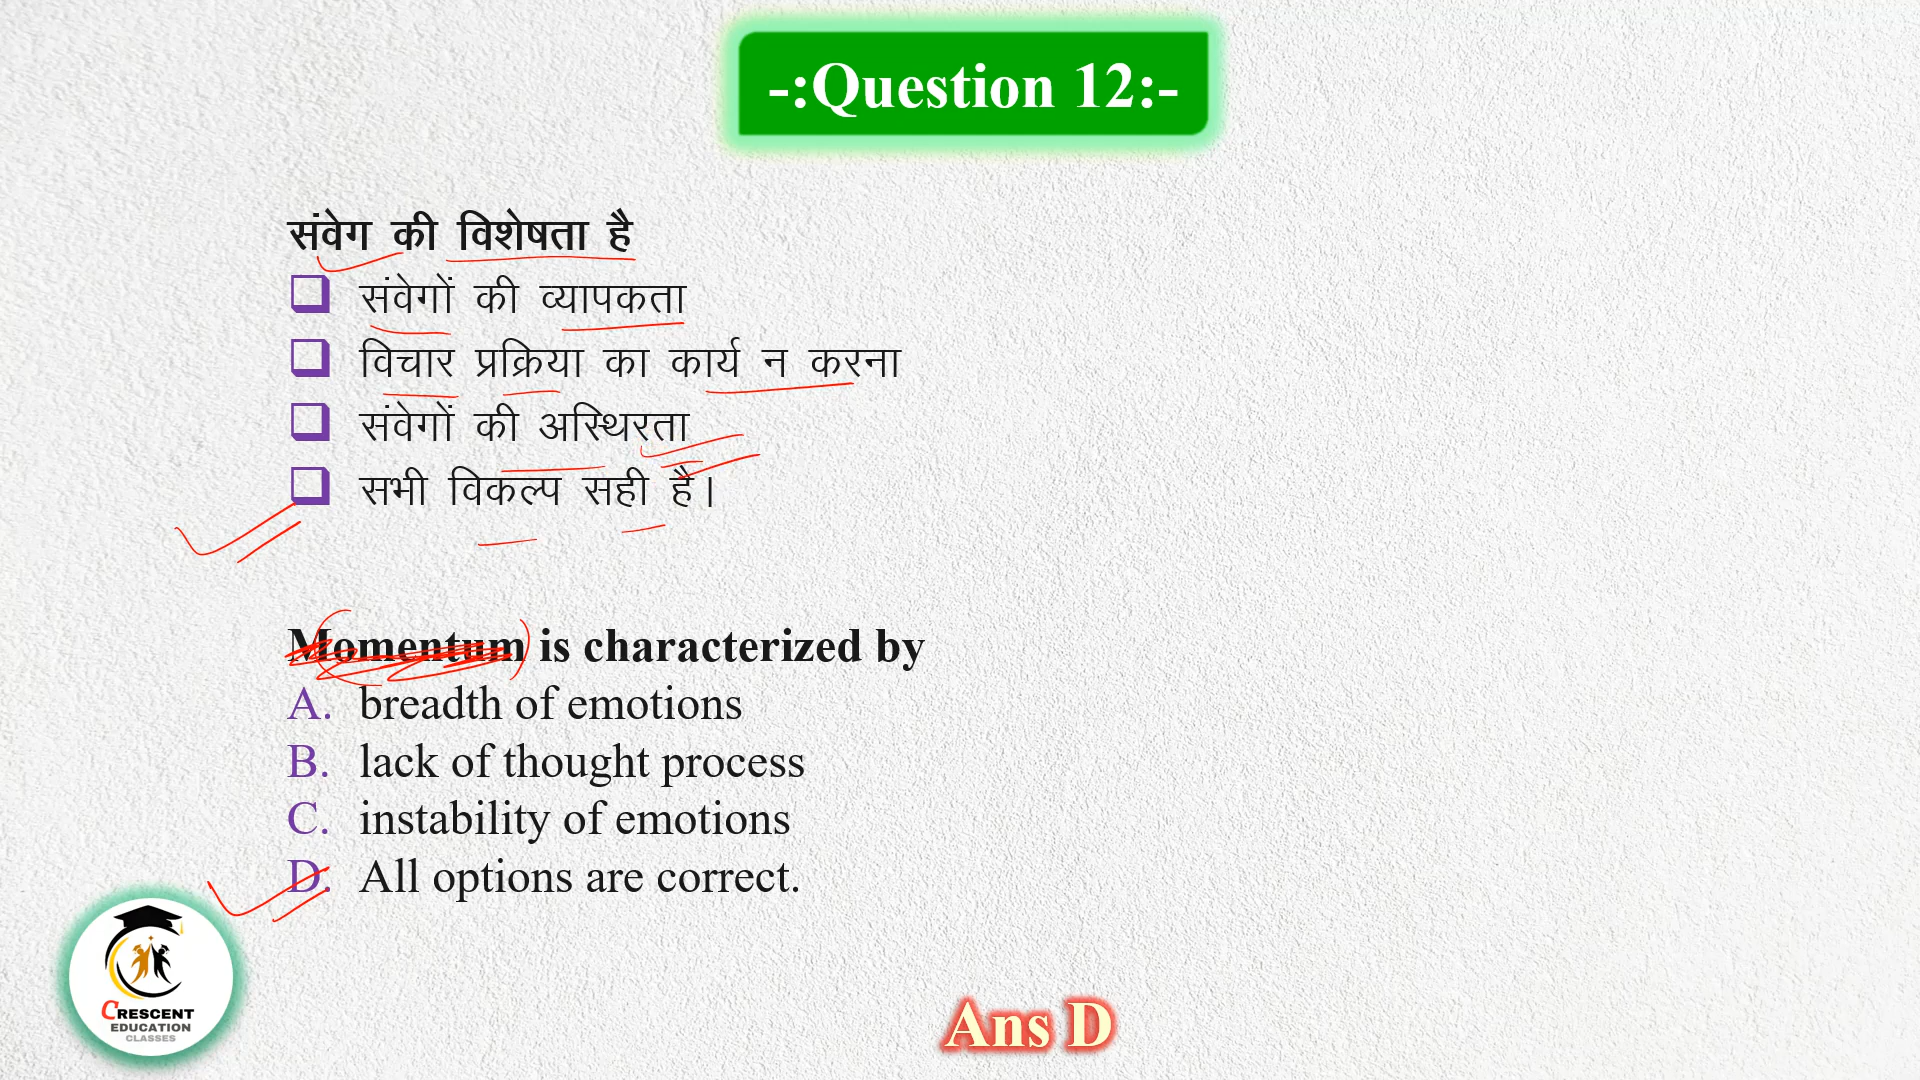 -:Question 12:-
संवेग की विशेषता है
संवेगों की व्यापकता
विचार प्रक्रिया का कार्य न करना
संवेगों की अस्थिरता
सभी विकल्प सही है।
Momentum is characterized by
A. breadth of emotions
B. lack of thought process
C. instability of emotions
D. All options are correct.
CRESCENT
EDUCATION
CLASSES
Ans D